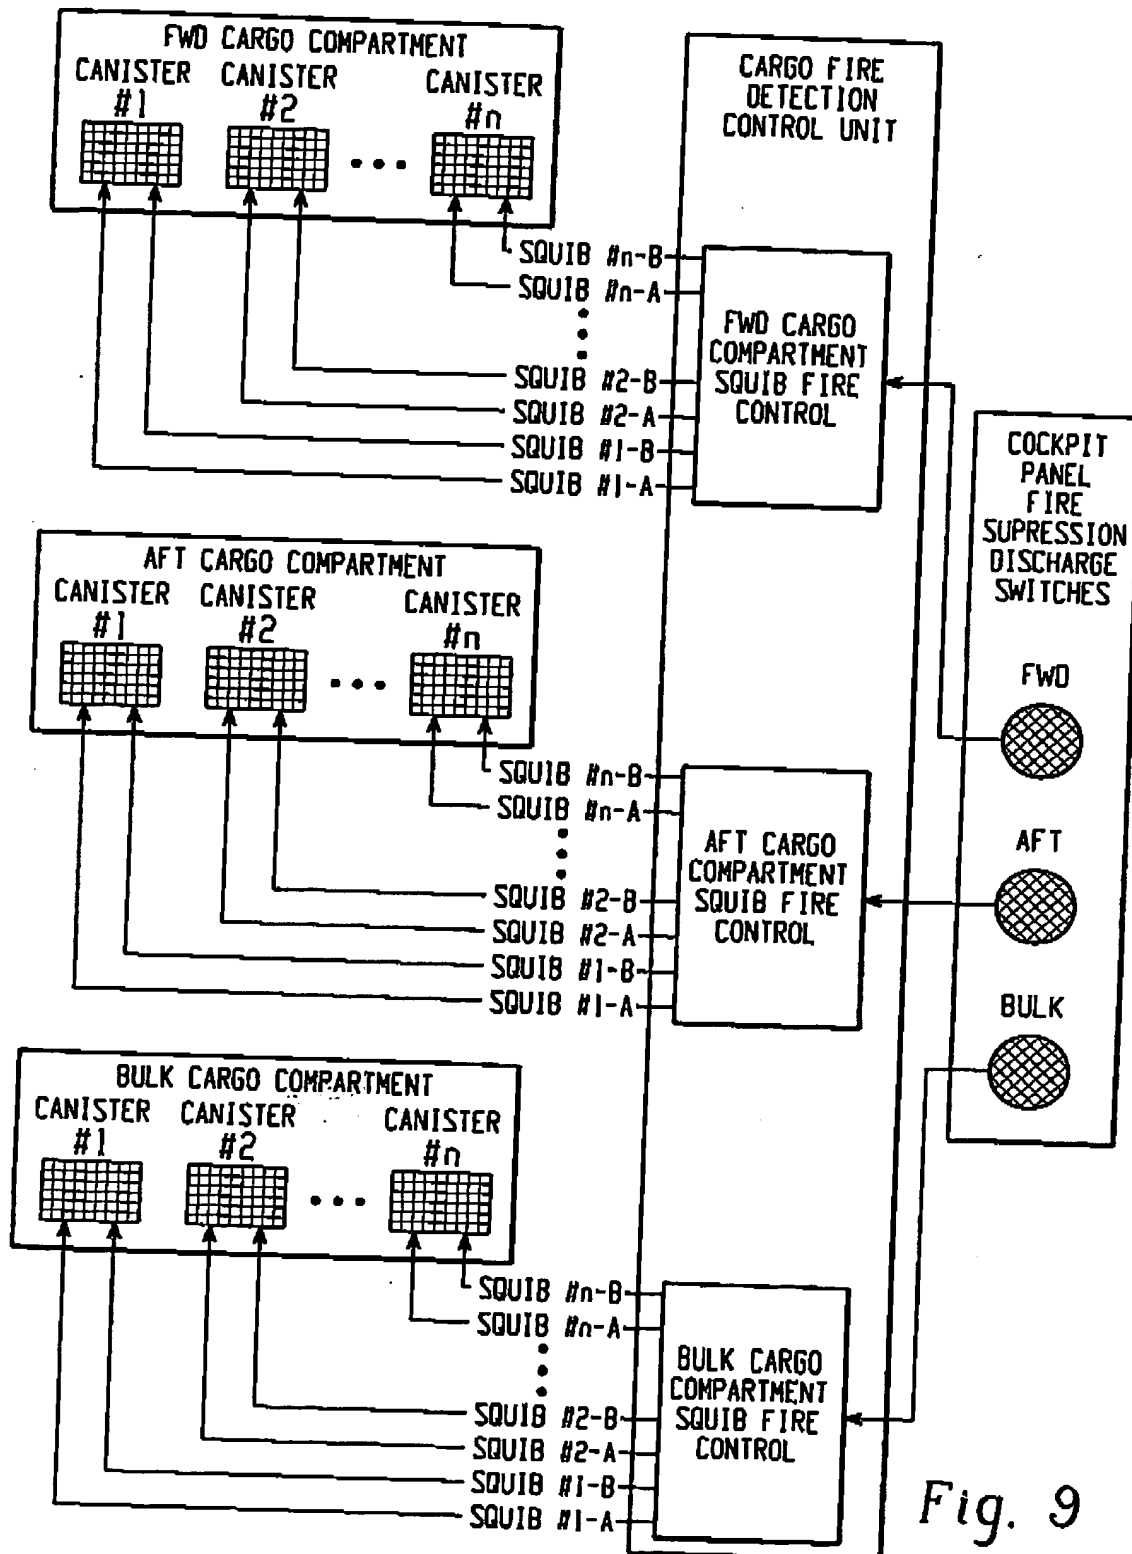 FWD CARGO COMPARTMENT
CANISTER
#1
CANISTER
#2
CANISTER
#n
SQUIB #n-B
SQUIB #n-A
SQUIB #2-B
SQUIB #2-A
SQUIB #1-B
SQUIB #1-A
CARGO FIRE
DETECTION
CONTROL UNIT
FWD CARGO
COMPARTMENT
SQUIB FIRE
CONTROL
COCKPIT
PANEL
FIRE
SUPRESSION
DISCHARGE
SWITCHES
FWD
AFT
BULK
AFT CARGO COMPARTMENT
CANISTER
#1
CANISTER
#2
CANISTER
#n
SQUIB #n-B
SQUIB #n-A
SQUIB #2-B
SQUIB #2-A
SQUIB #1-B
SQUIB #1-A
AFT CARGO
COMPARTMENT
SQUIB FIRE
CONTROL
BULK CARGO COMPARTMENT
CANISTER
#1
CANISTER
#2
CANISTER
#n
SQUIB #n-B
SQUIB #n-A
SQUIB #2-B
SQUIB #2-A
SQUIB #1-B
SQUIB #1-A
BULK CARGO
COMPARTMENT
SQUIB FIRE
CONTROL
Fig. 9